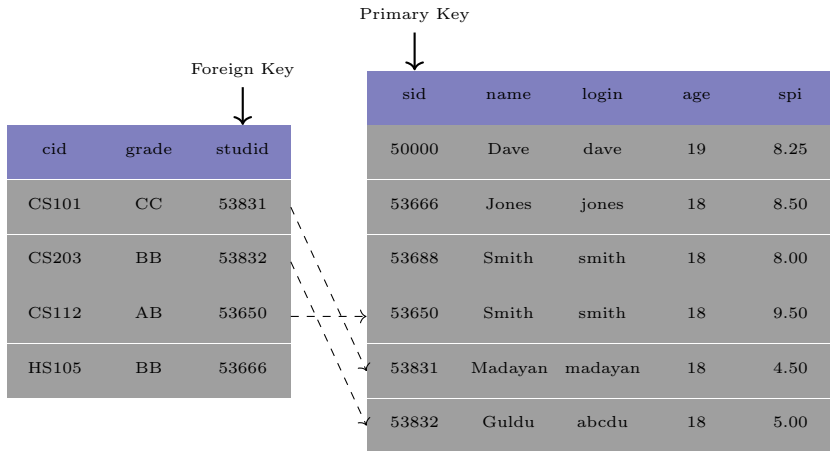 Primary Key
Foreign Key
sid name login age spi
50000 Dave dave 19 8.25
53666 Jones jones 18 8.50
53688 Smith smith 18 8.00
53650 Smith smith 18 9.50
53831 Madayan madayan 18 4.50
53832 Guldu abcdu 18 5.00
cid grade studid
CS101 CC 53831
CS203 BB 53832
CS112 AB 53650
HS105 BB 53666